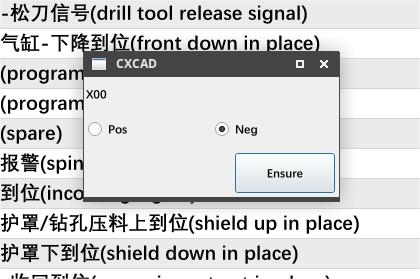 -松刀信号(drill tool release signal)
气缸-下降到位(front down in place)
(program
(program
(spare)
报警(spin
到位(inco
护罩/钻孔压料上到位(shield up in place)
护罩下到位(shield down in place)
CXCAD
X00
Pos
Neg
Ensure